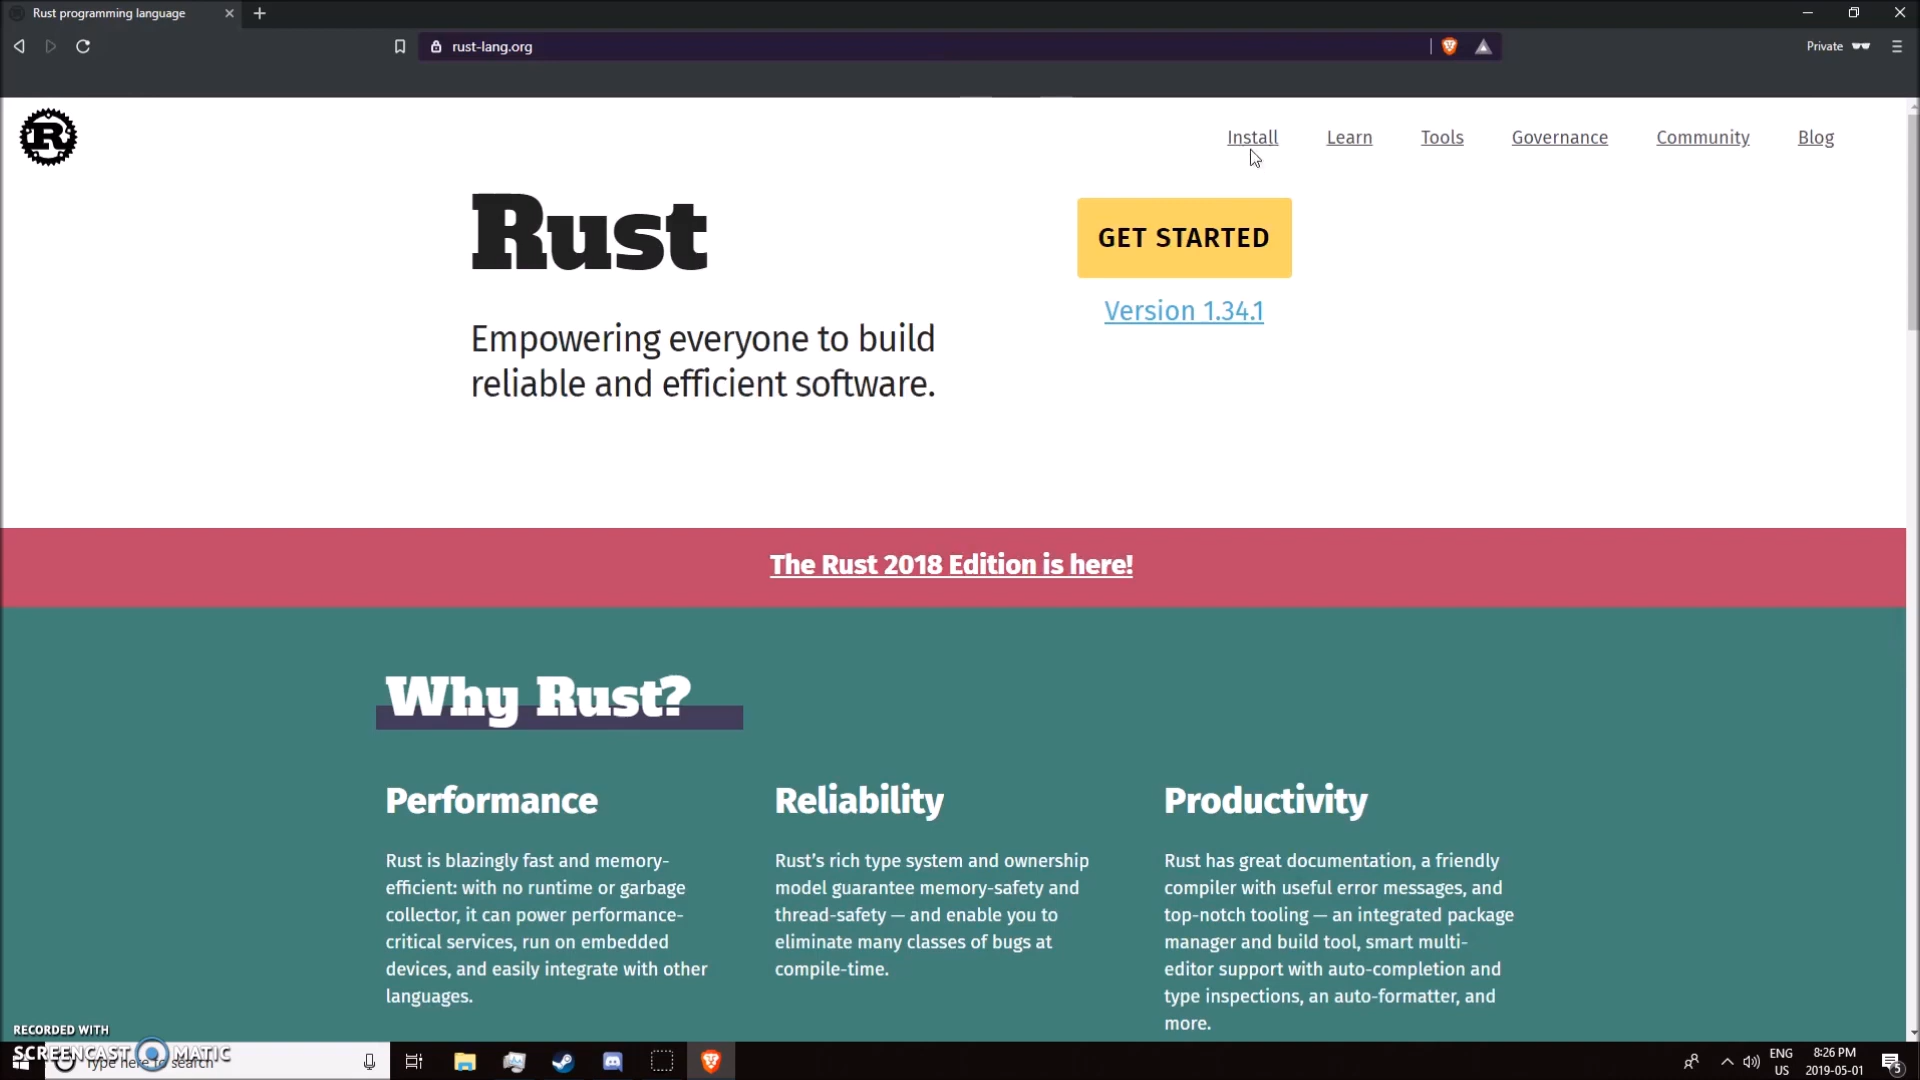 Rust programming language
rust-lang.org
Private
R
Install
Learn
Tools
Governance
Community
Blog
Rust
Empowering everyone to build
reliable and efficient software.
GET STARTED
Version 1.34.1
The Rust 2018 Edition is here!
Why Rust?
Performance
Rust is blazingly fast and memory-
efficient: with no runtime or garbage
collector, it can power performance-
critical services, run on embedded
devices, and easily integrate with other
languages.
Reliability
Rust’s rich type system and ownership
model guarantee memory-safety and
thread-safety — and enable you to
eliminate many classes of bugs at
compile-time.
Productivity
Rust has great documentation, a friendly
compiler with useful error messages, and
top-notch tooling — an integrated package
manager and build tool, smart multi-
editor support with auto-completion and
type inspections, an auto-formatter, and
more.
RECORDED WITH
SCREENCAST MATIC
Type here to search
ENG
US
8:26 PM
2019-05-01
5